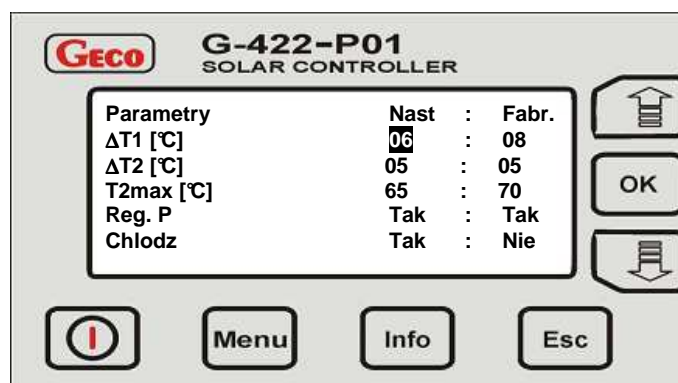 GECO
G-422-P01
SOLAR CONTROLLER
Parametry Nast : Fabr.
ΔT1 [°C] 06 : 08
ΔT2 [°C] 05 : 05
T2max [°C] 65 : 70
Reg. P Tak : Tak
Chlodz Tak : Nie
OK
Menu Info Esc